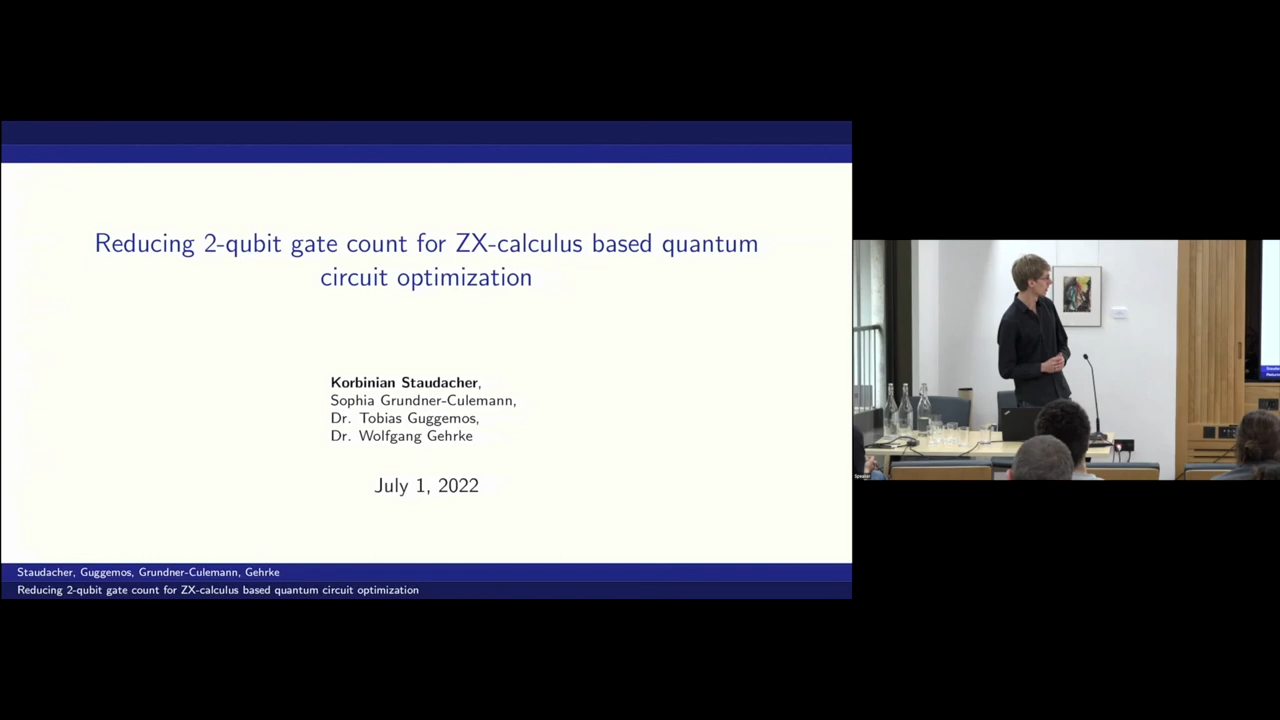 Reducing 2-qubit gate count for ZX-calculus based quantum
circuit optimization
Korbinian Staudacher,
Sophia Grundner-Culemann,
Dr. Tobias Guggemos,
Dr. Wolfgang Gehrke
July 1, 2022
Staudacher, Guggemos, Grundner-Culemann, Gehrke
Reducing 2-qubit gate count for ZX-calculus based quantum circuit optimization
Speaker